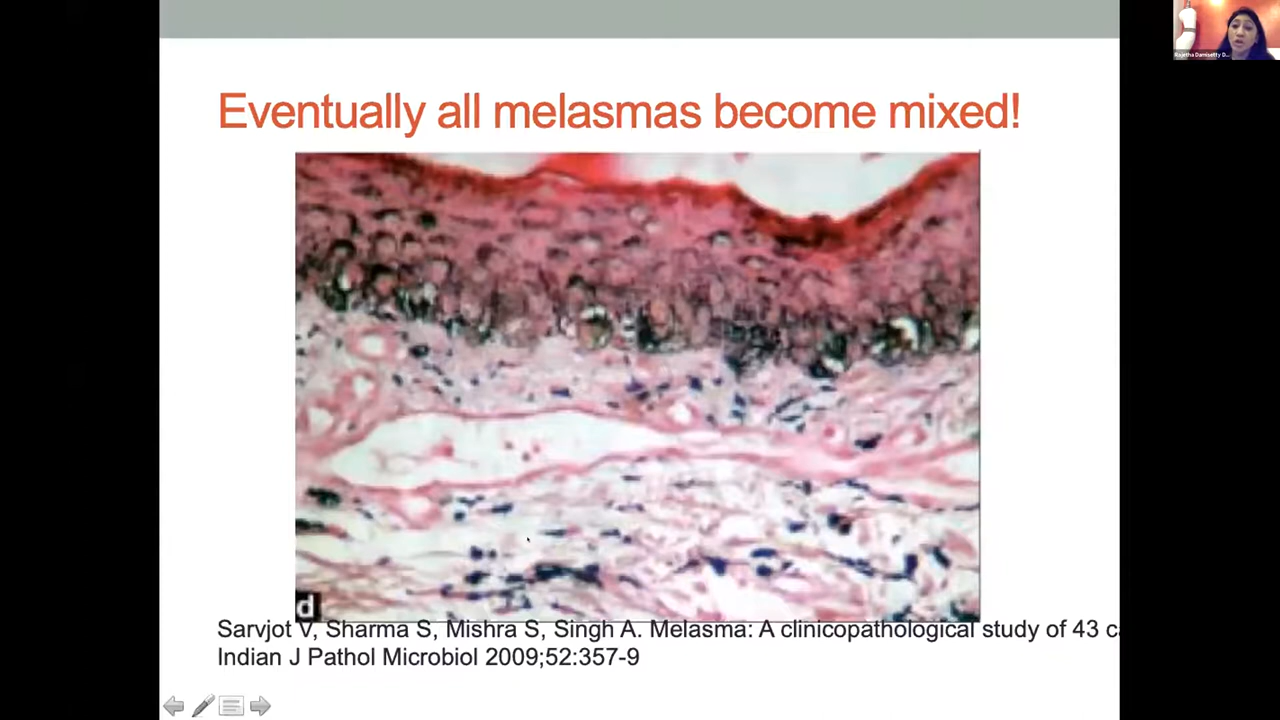 Eventually all melasmas become mixed!
d
Sarvjot V, Sharma S, Mishra S, Singh A. Melasma: A clinicopathological study of 43 c
Indian J Pathol Microbiol 2009;52:357-9